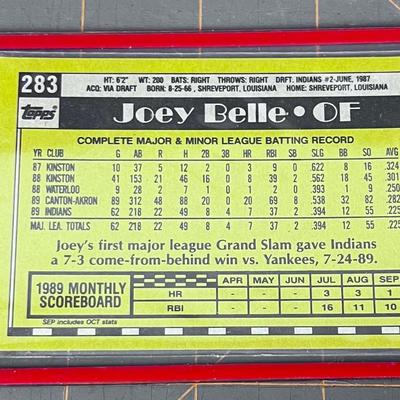 283
HT: 6'2" WT: 200 BATS: RIGHT THROWS: RIGHT DRFT: INDIANS #2-JUNE, 1987
ACQ: VIA DRAFT BORN: 8-25-66, SHREVEPORT, LOUISIANA HOME: SHREVEPORT, LOUISIANA
Topps
Joey Belle • OF
COMPLETE MAJOR & MINOR LEAGUE BATTING RECORD
YR CLUB G AB R H 2B 3B HR RBI SB SLG BB SO AVG
87 KINSTON 10 37 5 12 2 0 3 9 0 .622 8 16 .324
88 KINSTON 41 153 21 46 16 0 8 39 2 .562 18 45 .301
88 WATERLOO 9 28 2 7 1 0 1 2 0 .393 1 9 .25
89 CANTON-AKRON 89 312 48 88 20 0 20 69 8 .538 32 82 .282
89 INDIANS 62 218 22 49 8 4 7 37 2 .394 12 55 .225
MAJ. LEA. TOTALS 62 218 22 49 8 4 7 37 2 .394 12 55 .225
Joey's first major league Grand Slam gave Indians
a 7-3 come-from-behind win vs. Yankees, 7-24-89.
1989 MONTHLY SCOREBOARD APR MAY JUN JUL AUG SEP
HR - - - 3 3 1
RBI - - - 16 11 10
SEP includes OCT stats